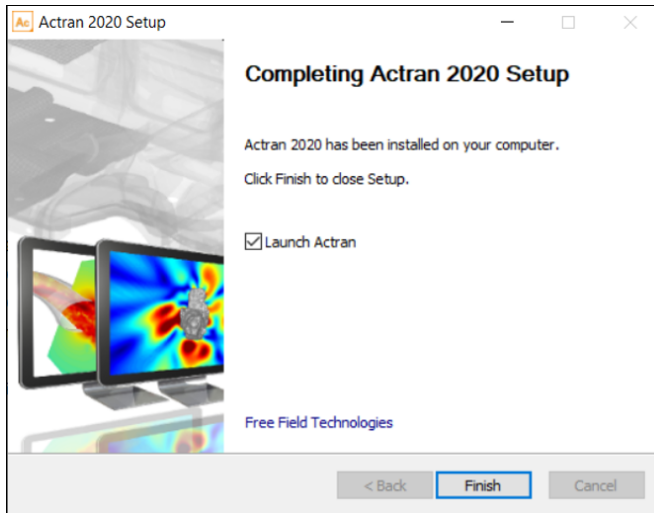 Ac Actran 2020 Setup
Completing Actran 2020 Setup
Actran 2020 has been installed on your computer.
Click Finish to close Setup.
Launch Actran
Free Field Technologies
< Back Finish Cancel